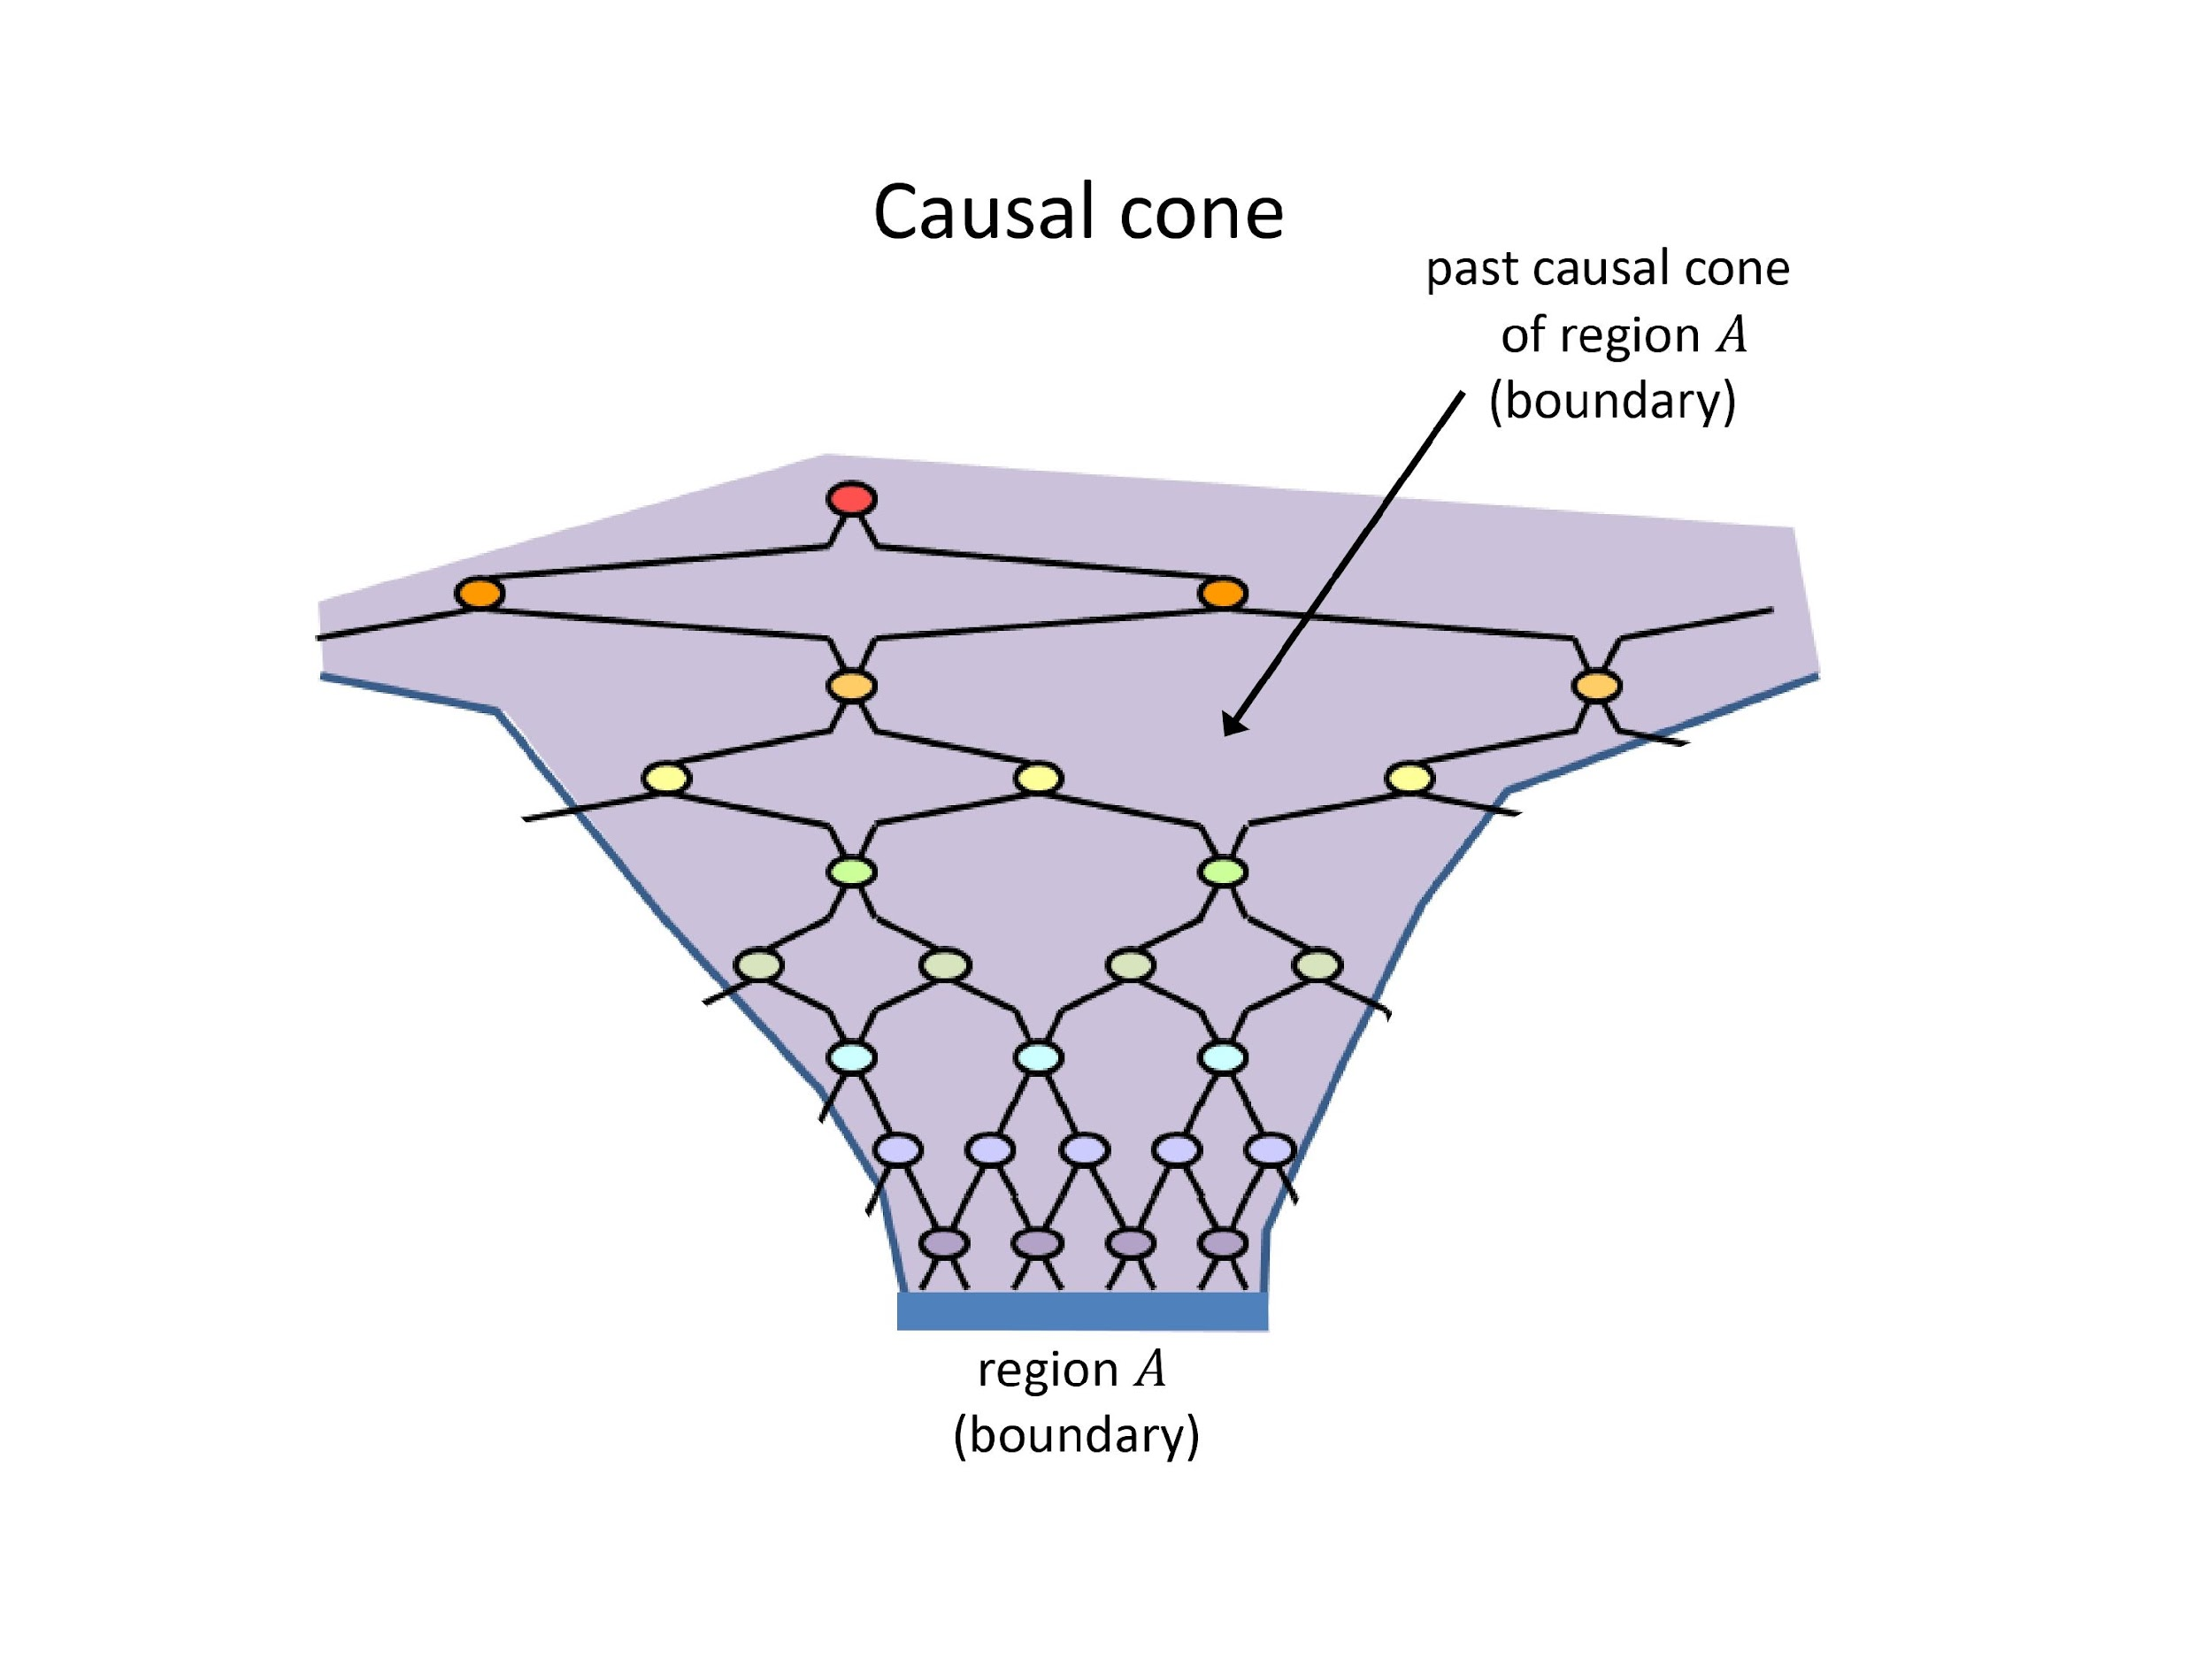 Causal cone
past causal cone
of region A
(boundary)
region A
(boundary)